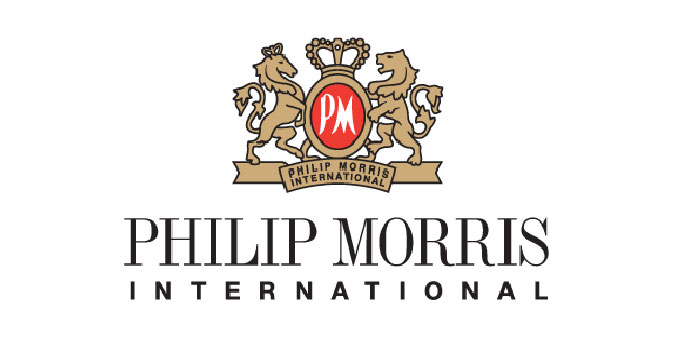 PM
PHILIP MORRIS
INTERNATIONAL
PHILIP MORRIS
INTERNATIONAL